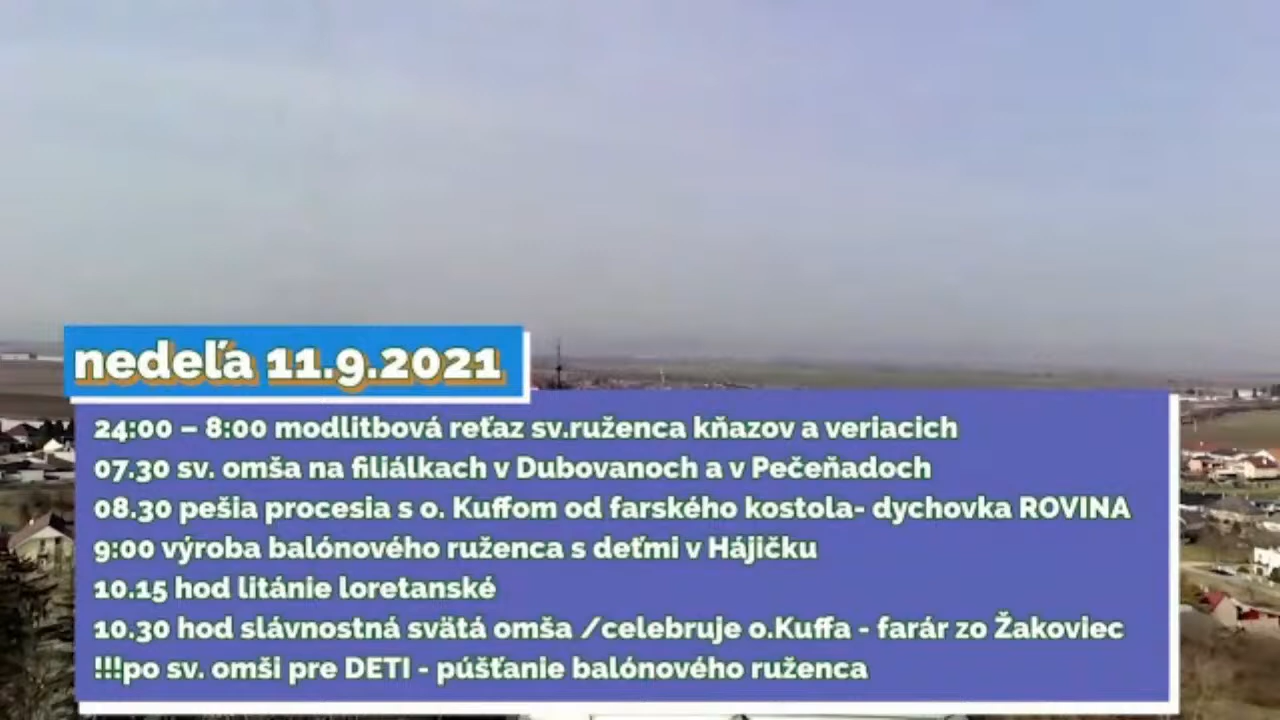 nedeľa 11.9.2021
24:00 – 8:00 modlitbová reťaz sv.ruženca kňazov a veriacich
07.30 sv. omša na filiálkach v Dubovanoch a v Pečeňadoch
08.30 pešia procesia s o. Kuffom od farského kostola- dychovka ROVINA
9:00 výroba balónového ruženca s deťmi v Hájičku
10.15 hod litánie loretanské
10.30 hod slávnostná svätá omša /celebruje o.Kuffa - farár zo Žakoviec
!!!po sv. omši pre DETI - púšťanie balónového ruženca